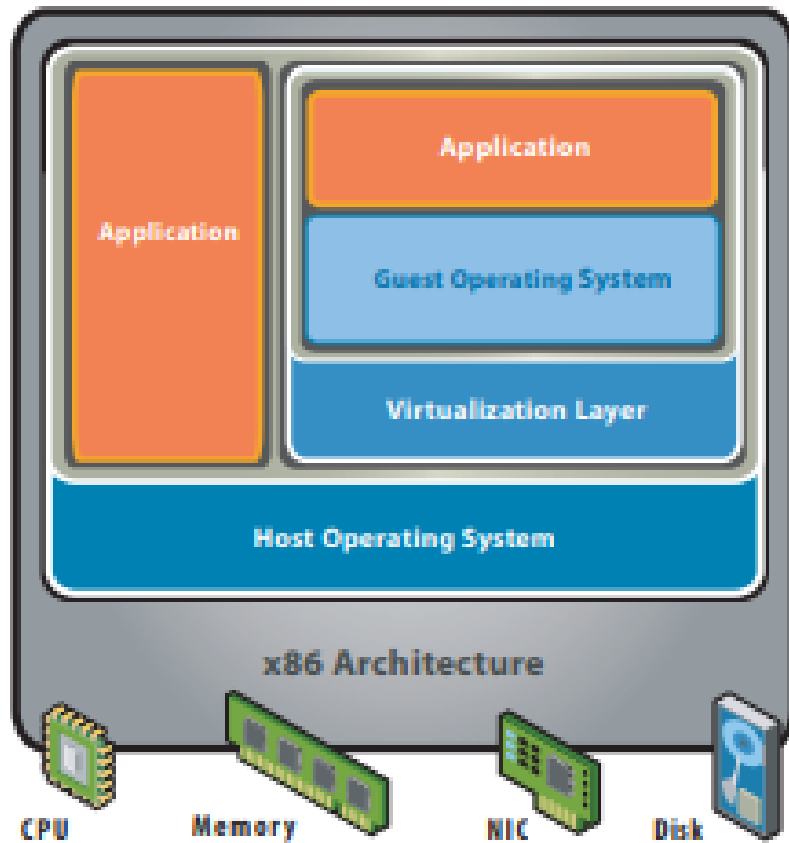 Application
Application
Guest Operating System
Virtualization Layer
Host Operating System
x86 Architecture
CPU
Memory
NIC
Disk